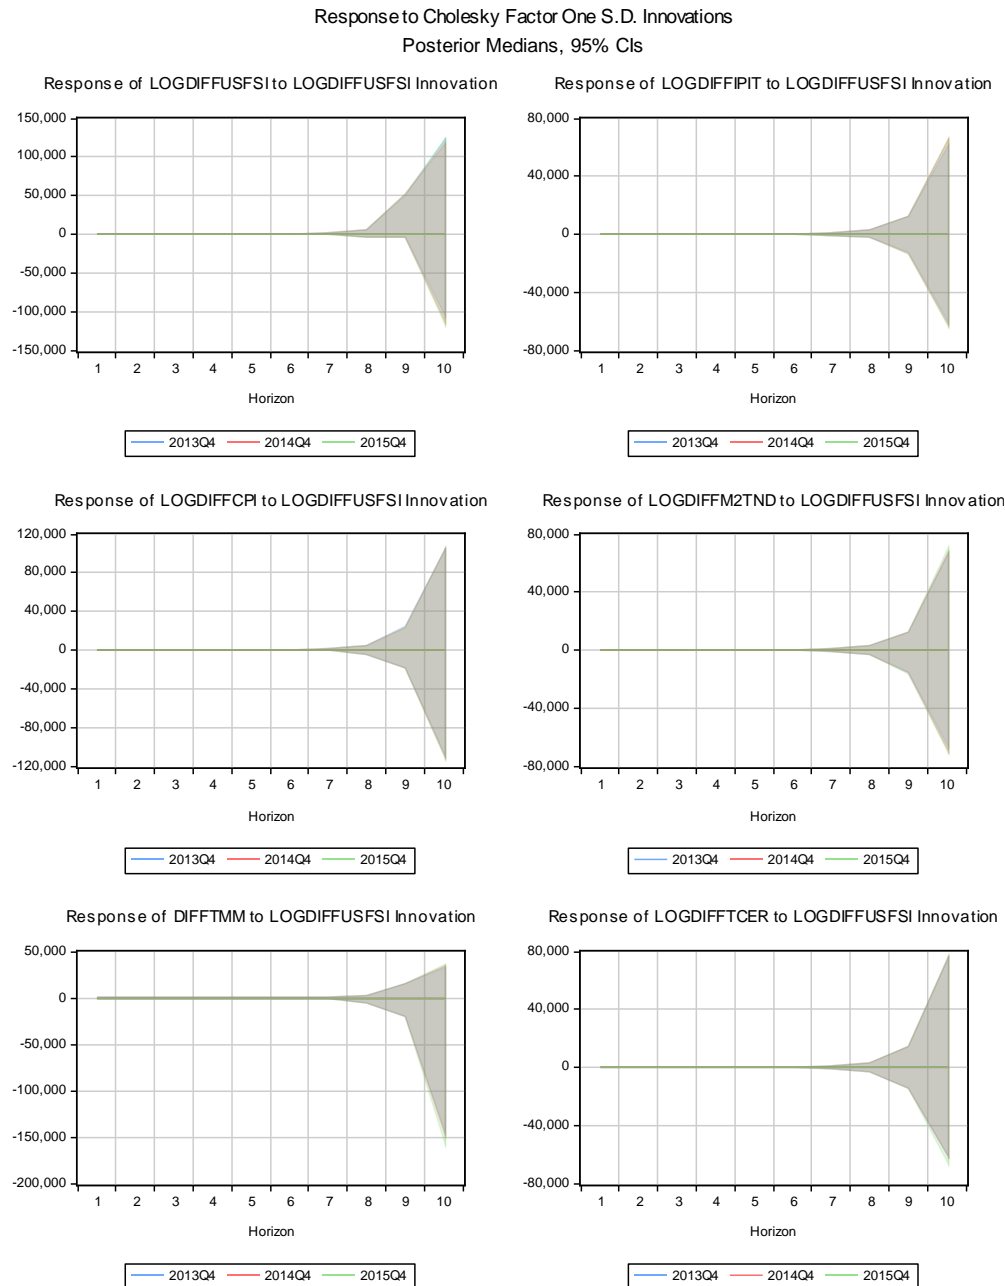 Response to Cholesky Factor One S.D. Innovations
Posterior Medians, 95% CIs
Response of LOGDIFFUSFSI to LOGDIFFUSFSI Innovation
150,000
100,000
50,000
0
-50,000
-100,000
-150,000
1 2 3 4 5 6 7 8 9 10
Horizon
2013Q4 2014Q4 2015Q4
Response of LOGDIFFIPIT to LOGDIFFUSFSI Innovation
80,000
40,000
0
-40,000
-80,000
1 2 3 4 5 6 7 8 9 10
Horizon
2013Q4 2014Q4 2015Q4
Response of LOGDIFFCPI to LOGDIFFUSFSI Innovation
120,000
80,000
40,000
0
-40,000
-80,000
-120,000
1 2 3 4 5 6 7 8 9 10
Horizon
2013Q4 2014Q4 2015Q4
Response of LOGDIFFM2TND to LOGDIFFUSFSI Innovation
80,000
40,000
0
-40,000
-80,000
1 2 3 4 5 6 7 8 9 10
Horizon
2013Q4 2014Q4 2015Q4
Response of DIFFTMM to LOGDIFFUSFSI Innovation
50,000
0
-50,000
-100,000
-150,000
-200,000
1 2 3 4 5 6 7 8 9 10
Horizon
2013Q4 2014Q4 2015Q4
Response of LOGDIFFTCER to LOGDIFFUSFSI Innovation
80,000
40,000
0
-40,000
-80,000
1 2 3 4 5 6 7 8 9 10
Horizon
2013Q4 2014Q4 2015Q4